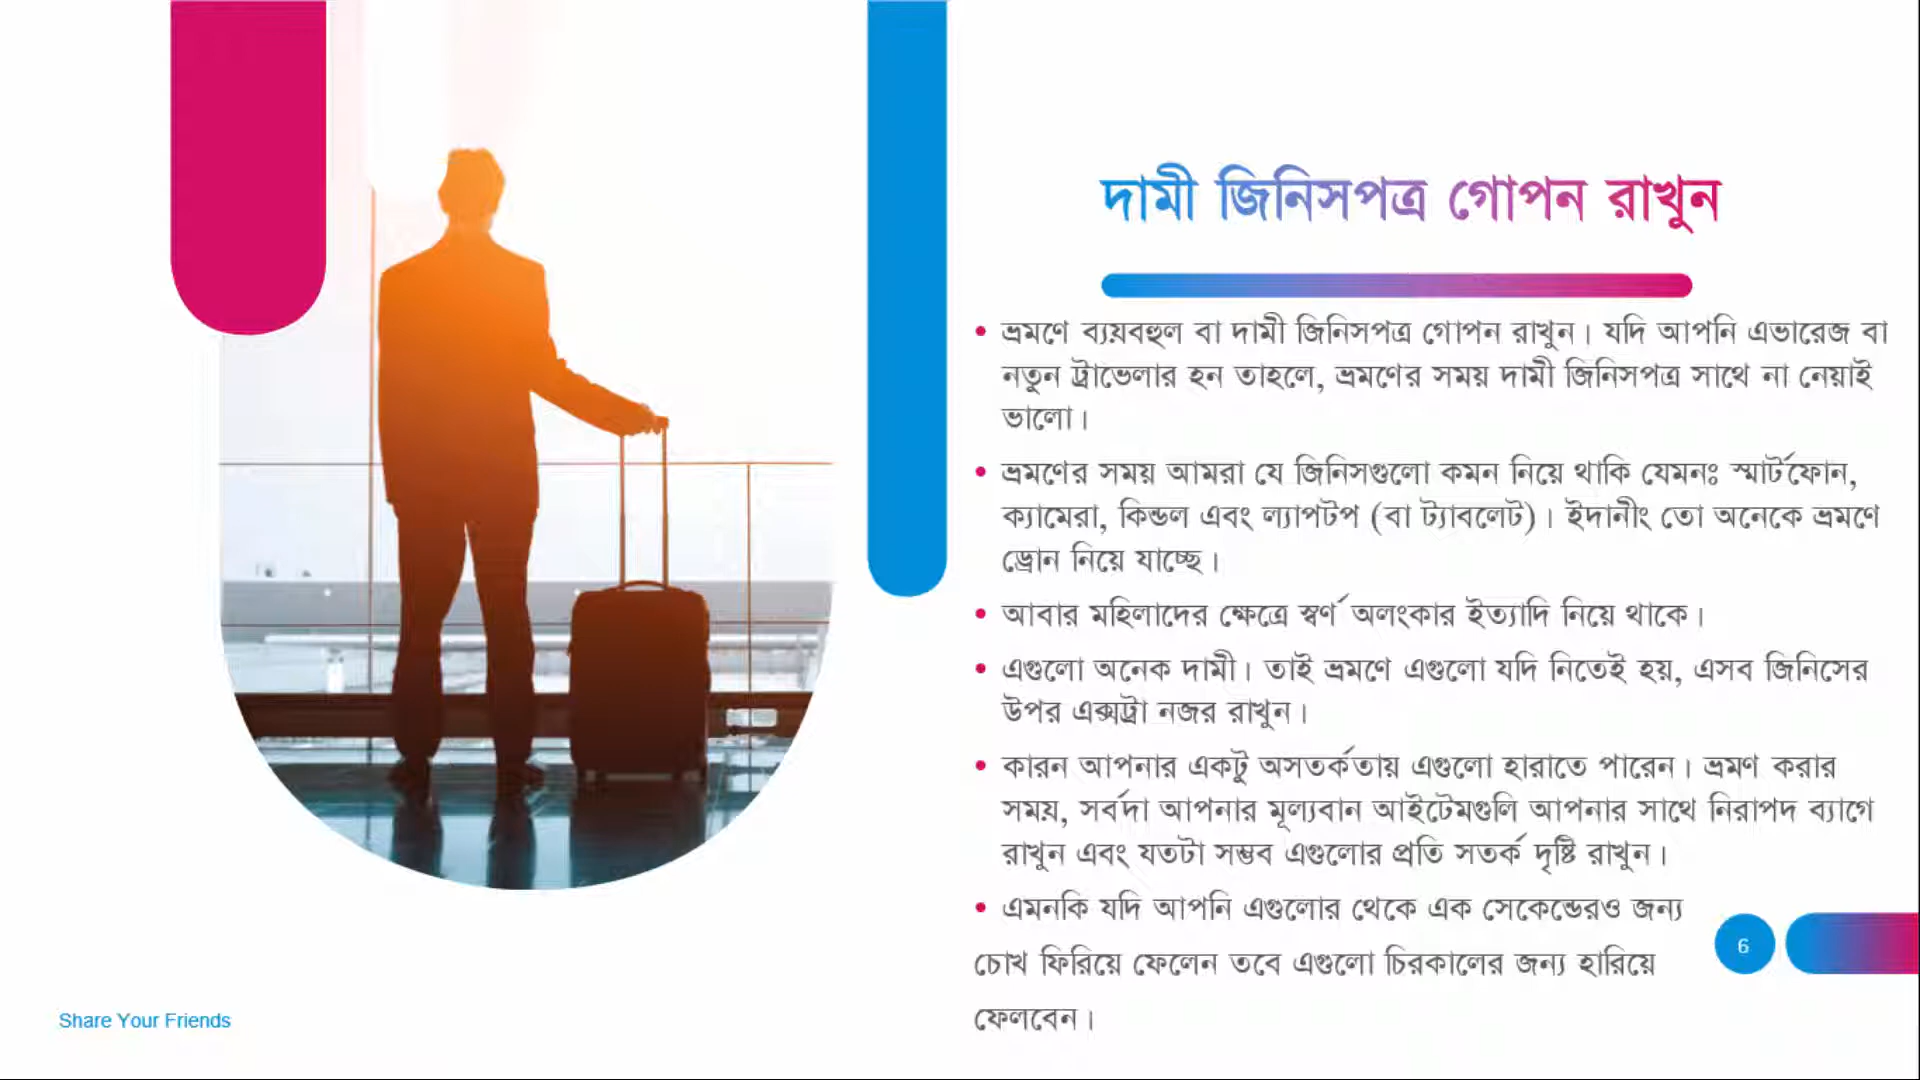 দামী জিনিসপত্র গোপন রাখুন
• ভ্রমণে ব্যয়বহুল বা দামী জিনিসপত্র গোপন রাখুন। যদি আপনি এভারেজ বা
নতুন ট্রাভেলার হন তাহলে, ভ্রমণের সময় দামী জিনিসপত্র সাথে না নেয়াই
ভালো।
• ভ্রমণের সময় আমরা যে জিনিসগুলো কমন নিয়ে থাকি যেমনঃ স্মার্টফোন,
ক্যামেরা, কিন্ডল এবং ল্যাপটপ (বা ট্যাবলেট)। ইদানীং তো অনেকে ভ্রমণে
ড্রোন নিয়ে যাচ্ছে।
• আবার মহিলাদের ক্ষেত্রে স্বর্ণ অলংকার ইত্যাদি নিয়ে থাকে।
• এগুলো অনেক দামী। তাই ভ্রমণে এগুলো যদি নিতেই হয়, এসব জিনিসের
উপর এক্সট্রা নজর রাখুন।
• কারন আপনার একটু অসতর্কতায় এগুলো হারাতে পারেন। ভ্রমণ করার
সময়, সর্বদা আপনার মূল্যবান আইটেমগুলি আপনার সাথে নিরাপদ ব্যাগে
রাখুন এবং যতটা সম্ভব এগুলোর প্রতি সতর্ক দৃষ্টি রাখুন।
• এমনকি যদি আপনি এগুলোর থেকে এক সেকেন্ডেরও জন্য
চোখ ফিরিয়ে ফেলেন তবে এগুলো চিরকালের জন্য হারিয়ে
ফেলবেন।
6
Share Your Friends